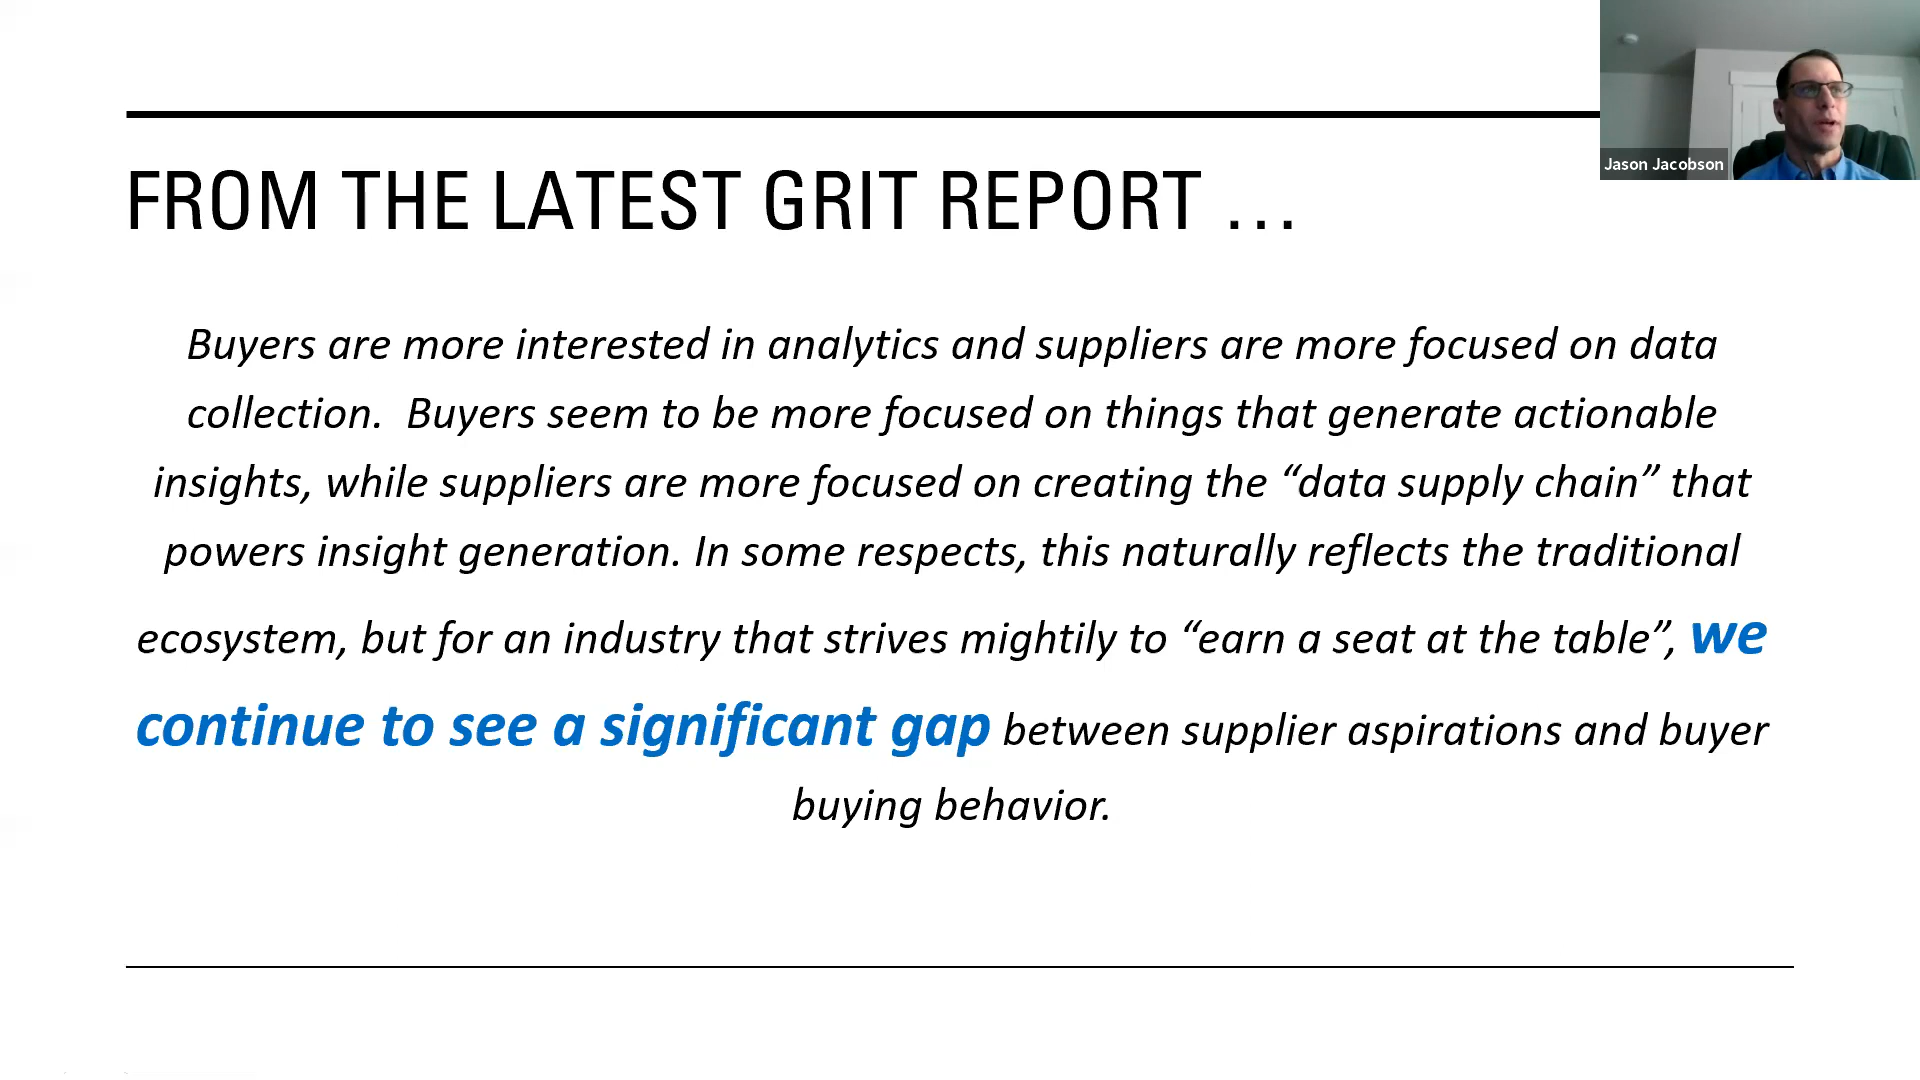 Jason Jacobson
FROM THE LATEST GRIT REPORT …
Buyers are more interested in analytics and suppliers are more focused on data
collection.  Buyers seem to be more focused on things that generate actionable
insights, while suppliers are more focused on creating the “data supply chain” that
powers insight generation. In some respects, this naturally reflects the traditional
ecosystem, but for an industry that strives mightily to “earn a seat at the table”, we
continue to see a significant gap between supplier aspirations and buyer
buying behavior.